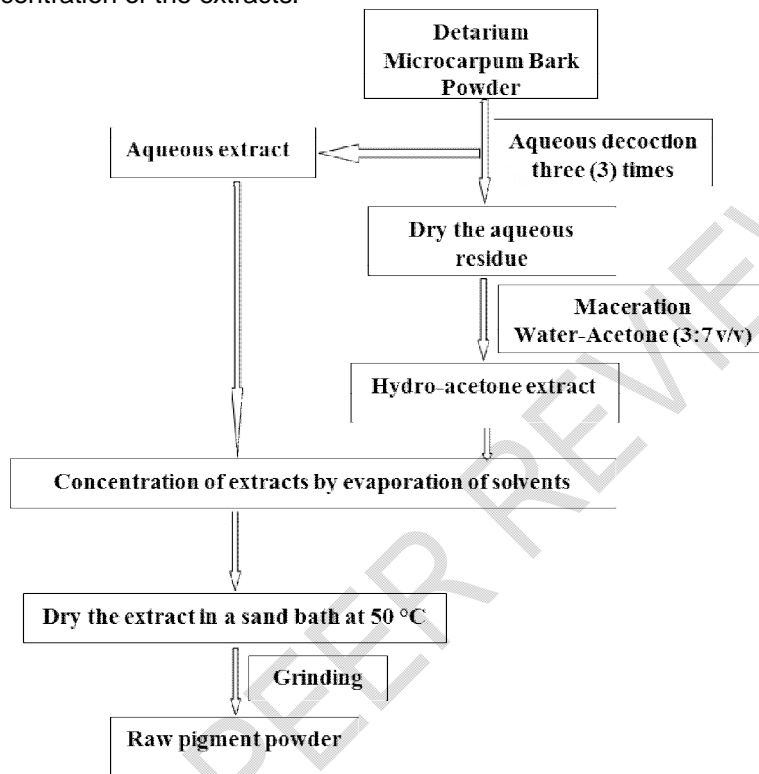 centration of the extracts.
Detarium
Microcarpum Bark
Powder
Aqueous extract
Aqueous decoction
three (3) times
Dry the aqueous
residue
Maceration
Water-Acetone (3:7 v/v)
Hydro-acetone extract
Concentration of extracts by evaporation of solvents
Dry the extract in a sand bath at 50 °C
Grinding
Raw pigment powder
PEER REVIEW